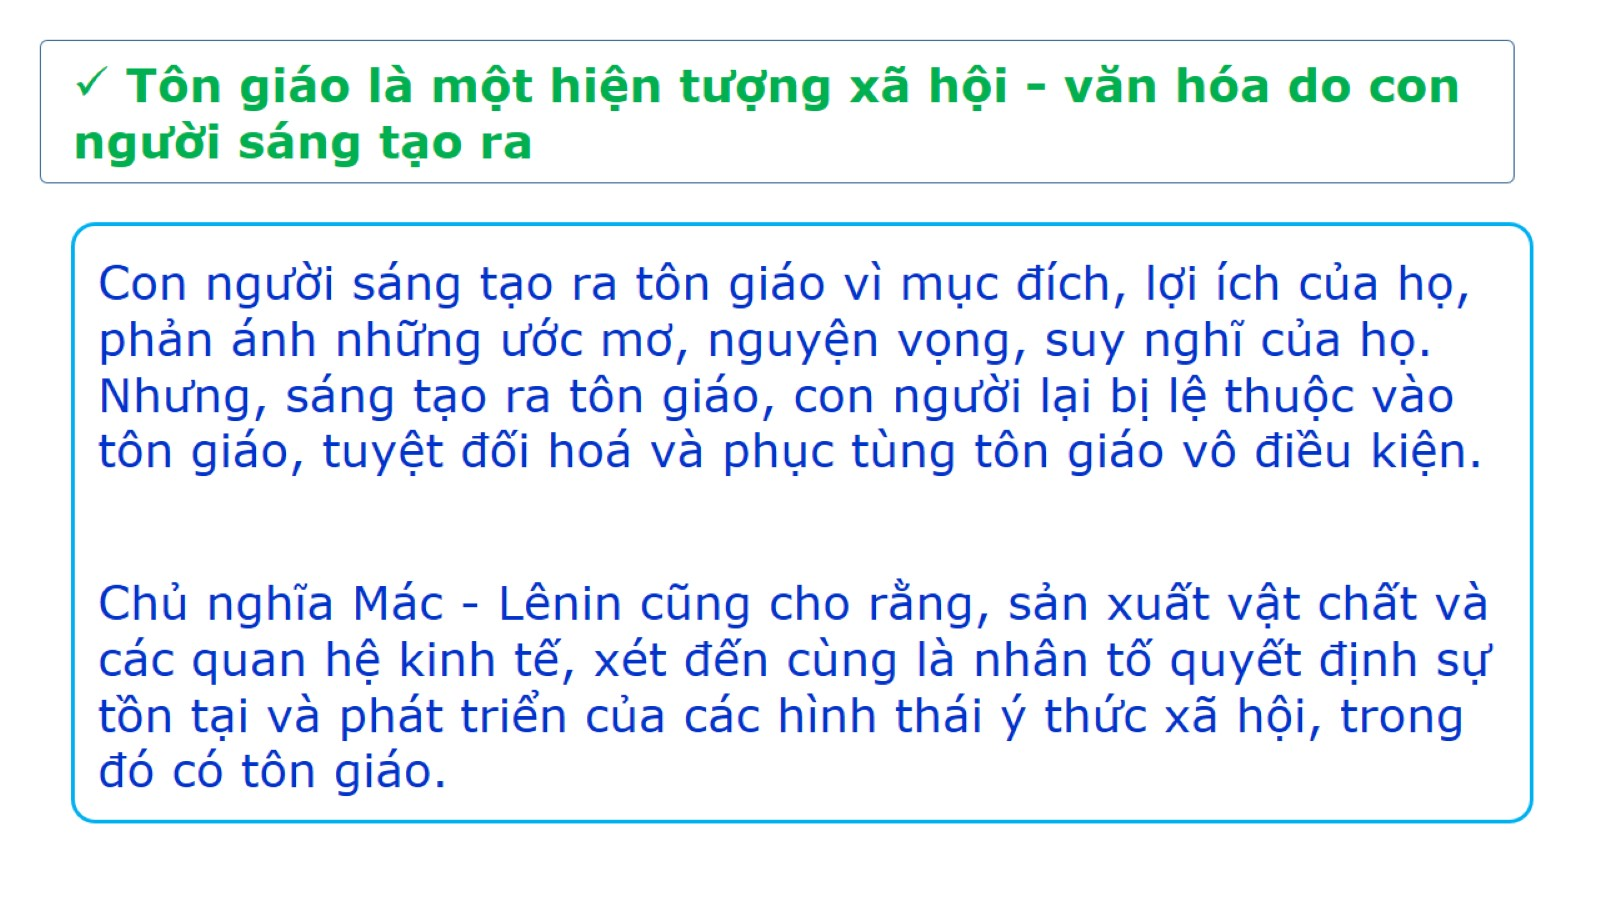 ✓ Tôn giáo là một hiện tượng xã hội – văn hóa do con
người sáng tạo ra
Con người sáng tạo ra tôn giáo vì mục đích, lợi ích của họ,
phản ánh những ước mơ, nguyện vọng, suy nghĩ của họ.
Nhưng, sáng tạo ra tôn giáo, con người lại bị lệ thuộc vào
tôn giáo, tuyệt đối hoá và phục tùng tôn giáo vô điều kiện.
Chủ nghĩa Mác - Lênin cũng cho rằng, sản xuất vật chất và
các quan hệ kinh tế, xét đến cùng là nhân tố quyết định sự
tồn tại và phát triển của các hình thái ý thức xã hội, trong
đó có tôn giáo.